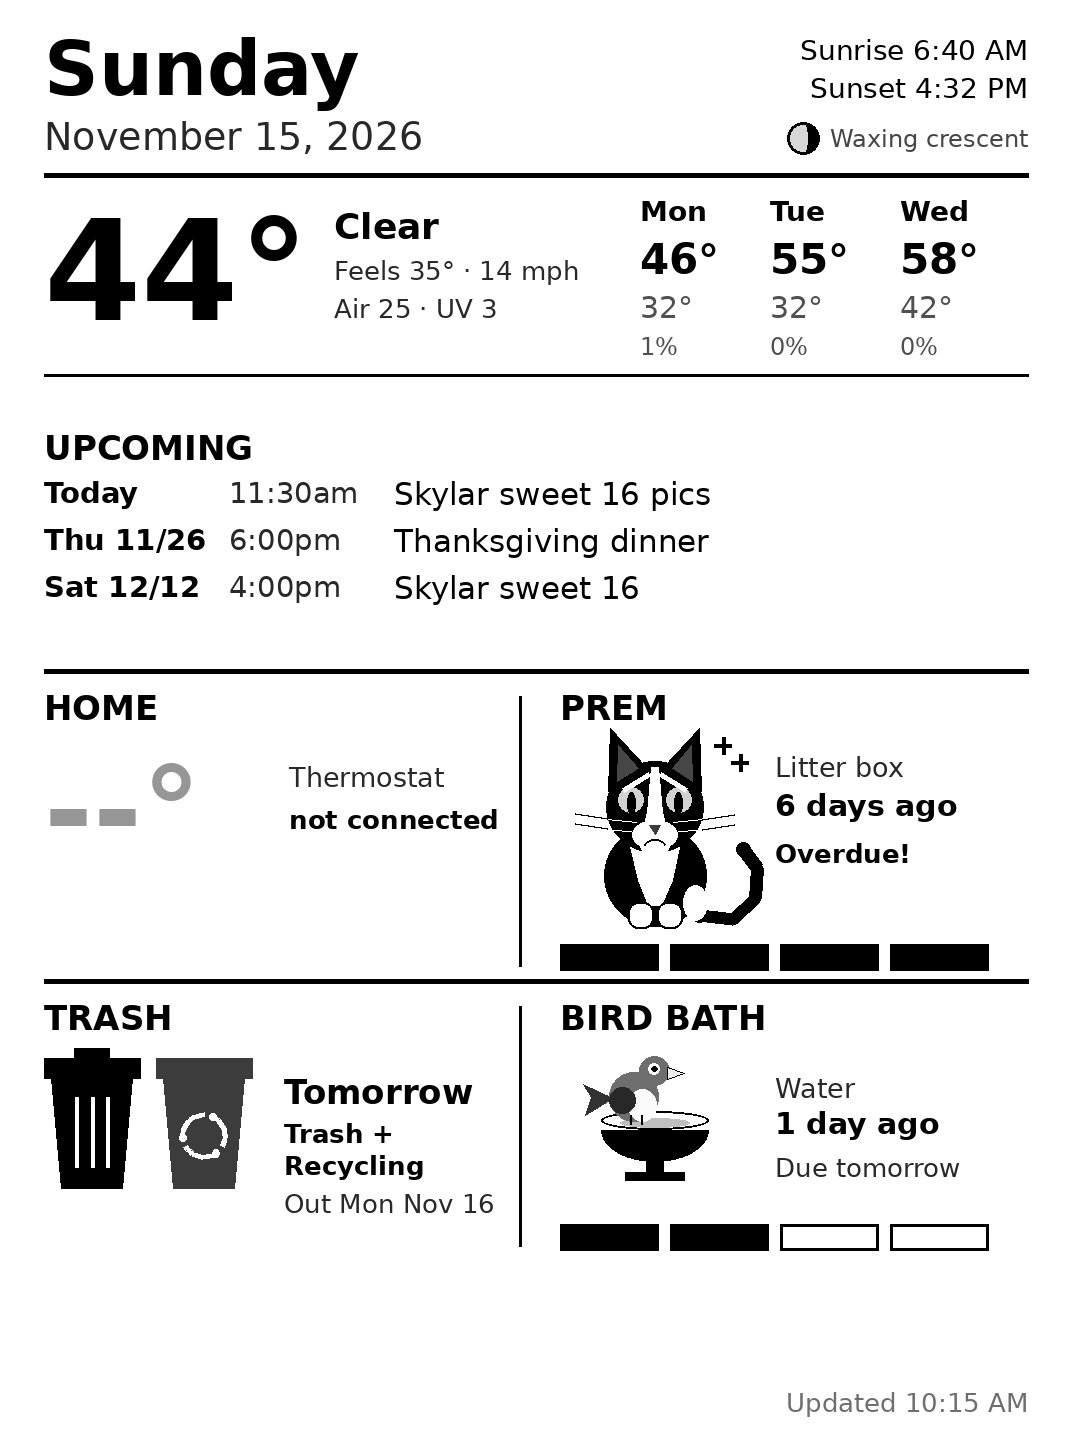 Sunday
November 15, 2026
Sunrise 6:40 AM
Sunset 4:32 PM
Waxing crescent
44°
Clear
Feels 35° · 14 mph
Air 25 · UV 3
Mon Tue Wed
46° 55° 58°
32° 32° 42°
1% 0% 0%
UPCOMING
Today 11:30am Skylar sweet 16 pics
Thu 11/26 6:00pm Thanksgiving dinner
Sat 12/12 4:00pm Skylar sweet 16
HOME
--°
Thermostat
not connected
PREM
Litter box
6 days ago
Overdue!
TRASH
Tomorrow
Trash +
Recycling
Out Mon Nov 16
BIRD BATH
Water
1 day ago
Due tomorrow
Updated 10:15 AM